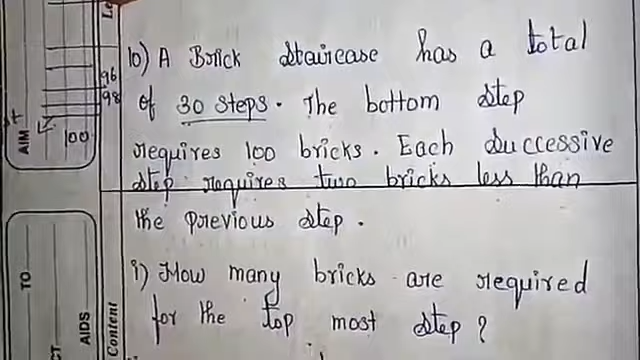 10) A Brick staircase has a total
of 30 steps. The bottom step
requires 100 bricks. Each successive
step requires two bricks less than
the previous step.
i) How many bricks are required
for the top most step?
96
98
100
AIM
TO
AIDS
Content